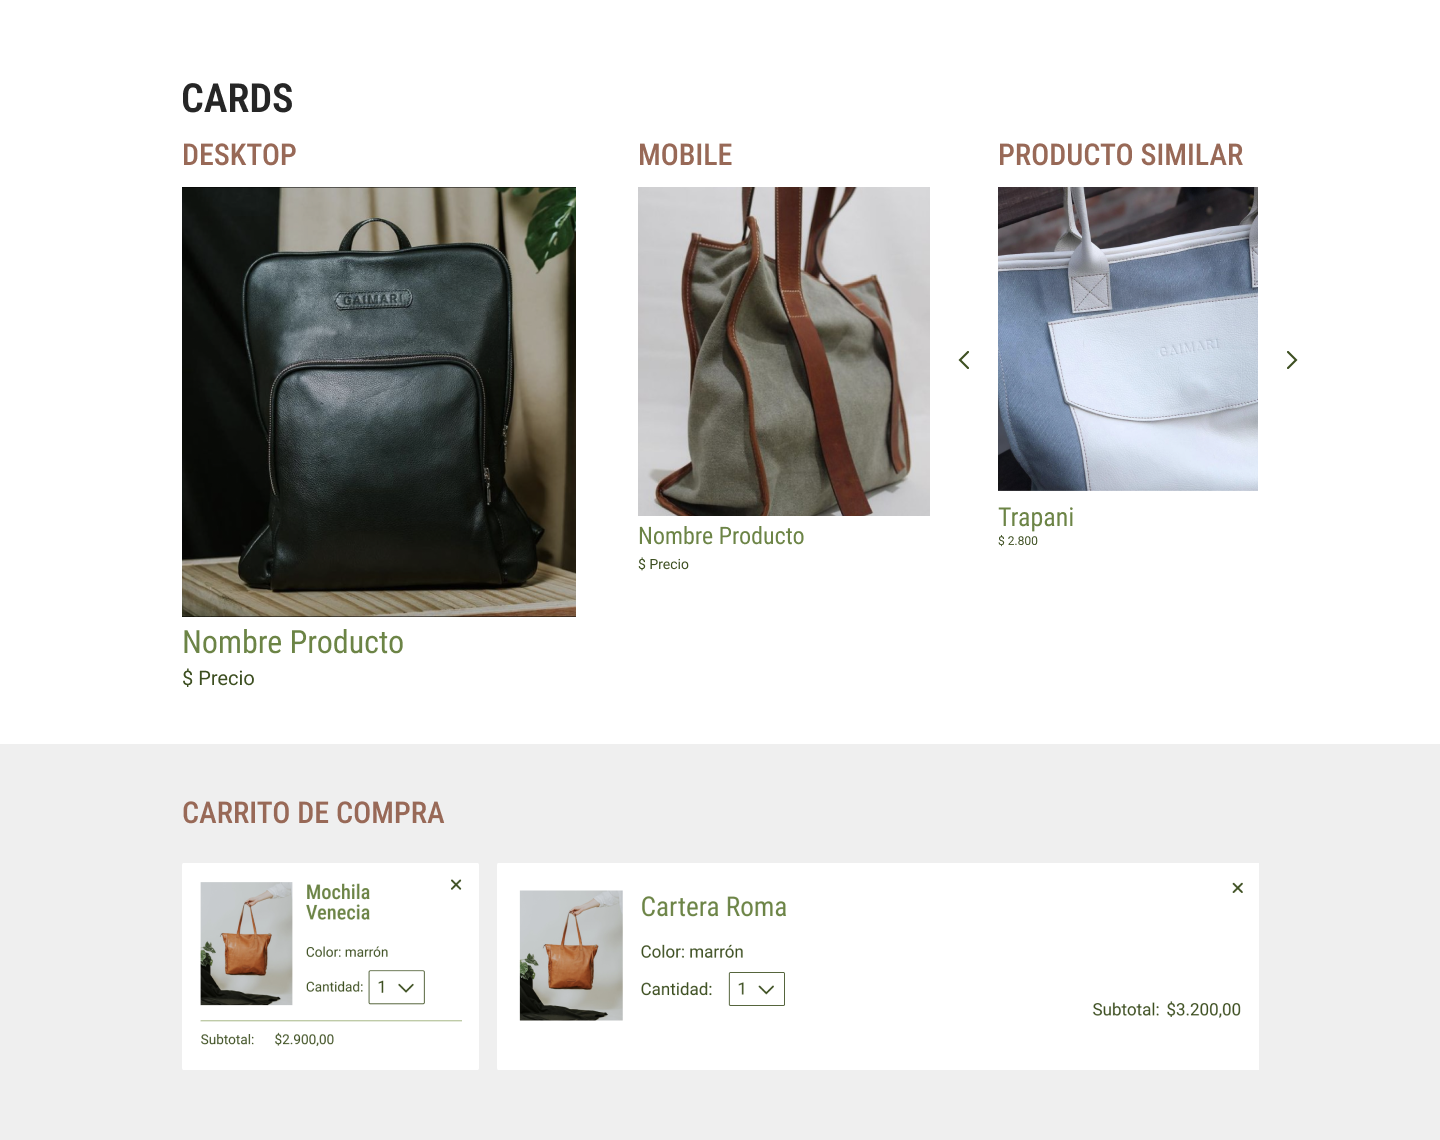 CARDS
DESKTOP
MOBILE
PRODUCTO SIMILAR
GAIMARI
GAIMARI
Nombre Producto
$ Precio
Nombre Producto
$ Precio
Trapani
$ 2.800
CARRITO DE COMPRA
Mochila
Venecia
Color: marrón
Cantidad: 1
Subtotal: $2.900,00
Cartera Roma
Color: marrón
Cantidad: 1
Subtotal: $3.200,00